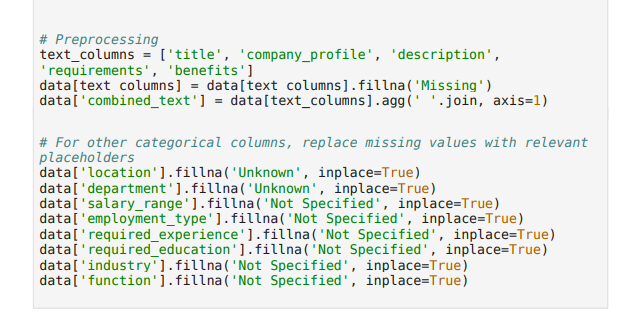 # Preprocessing
text_columns = ['title', 'company_profile', 'description',
'requirements', 'benefits']
data[text_columns] = data[text_columns].fillna('Missing')
data['combined_text'] = data[text_columns].agg(' '.join, axis=1)
# For other categorical columns, replace missing values with relevant
placeholders
data['location'].fillna('Unknown', inplace=True)
data['department'].fillna('Unknown', inplace=True)
data['salary_range'].fillna('Not Specified', inplace=True)
data['employment_type'].fillna('Not Specified', inplace=True)
data['required_experience'].fillna('Not Specified', inplace=True)
data['required_education'].fillna('Not Specified', inplace=True)
data['industry'].fillna('Not Specified', inplace=True)
data['function'].fillna('Not Specified', inplace=True)